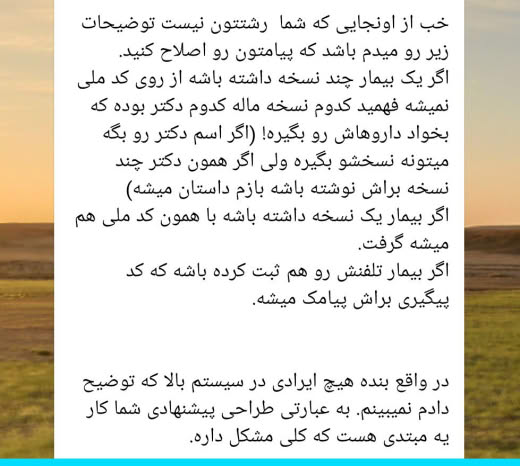 خب از اونجایی که شما رشتتون نیست توضیحات
زیر رو میدم باشد که پیامتون رو اصلاح کنید.
اگر یک بیمار چند نسخه داشته باشه از روی کد ملی
نمیشه فهمید کدوم نسخه ماله کدوم دکتر بوده که
بخواد داروهاش رو بگیره! (اگر اسم دکتر رو بگه
میتونه نسخشو بگیره ولی اگر همون دکتر چند
نسخه براش نوشته باشه بازم داستان میشه)
اگر بیمار یک نسخه داشته باشه با همون کد ملی هم
میشه گرفت.
اگر بیمار تلفنش رو هم ثبت کرده باشه که کد
پیگیری براش پیامک میشه.
در واقع بنده هیچ ایرادی در سیستم بالا که توضیح
دادم نمیبینم. به عبارتی طراحی پیشنهادی شما کار
یه مبتدی هست که کلی مشکل داره.